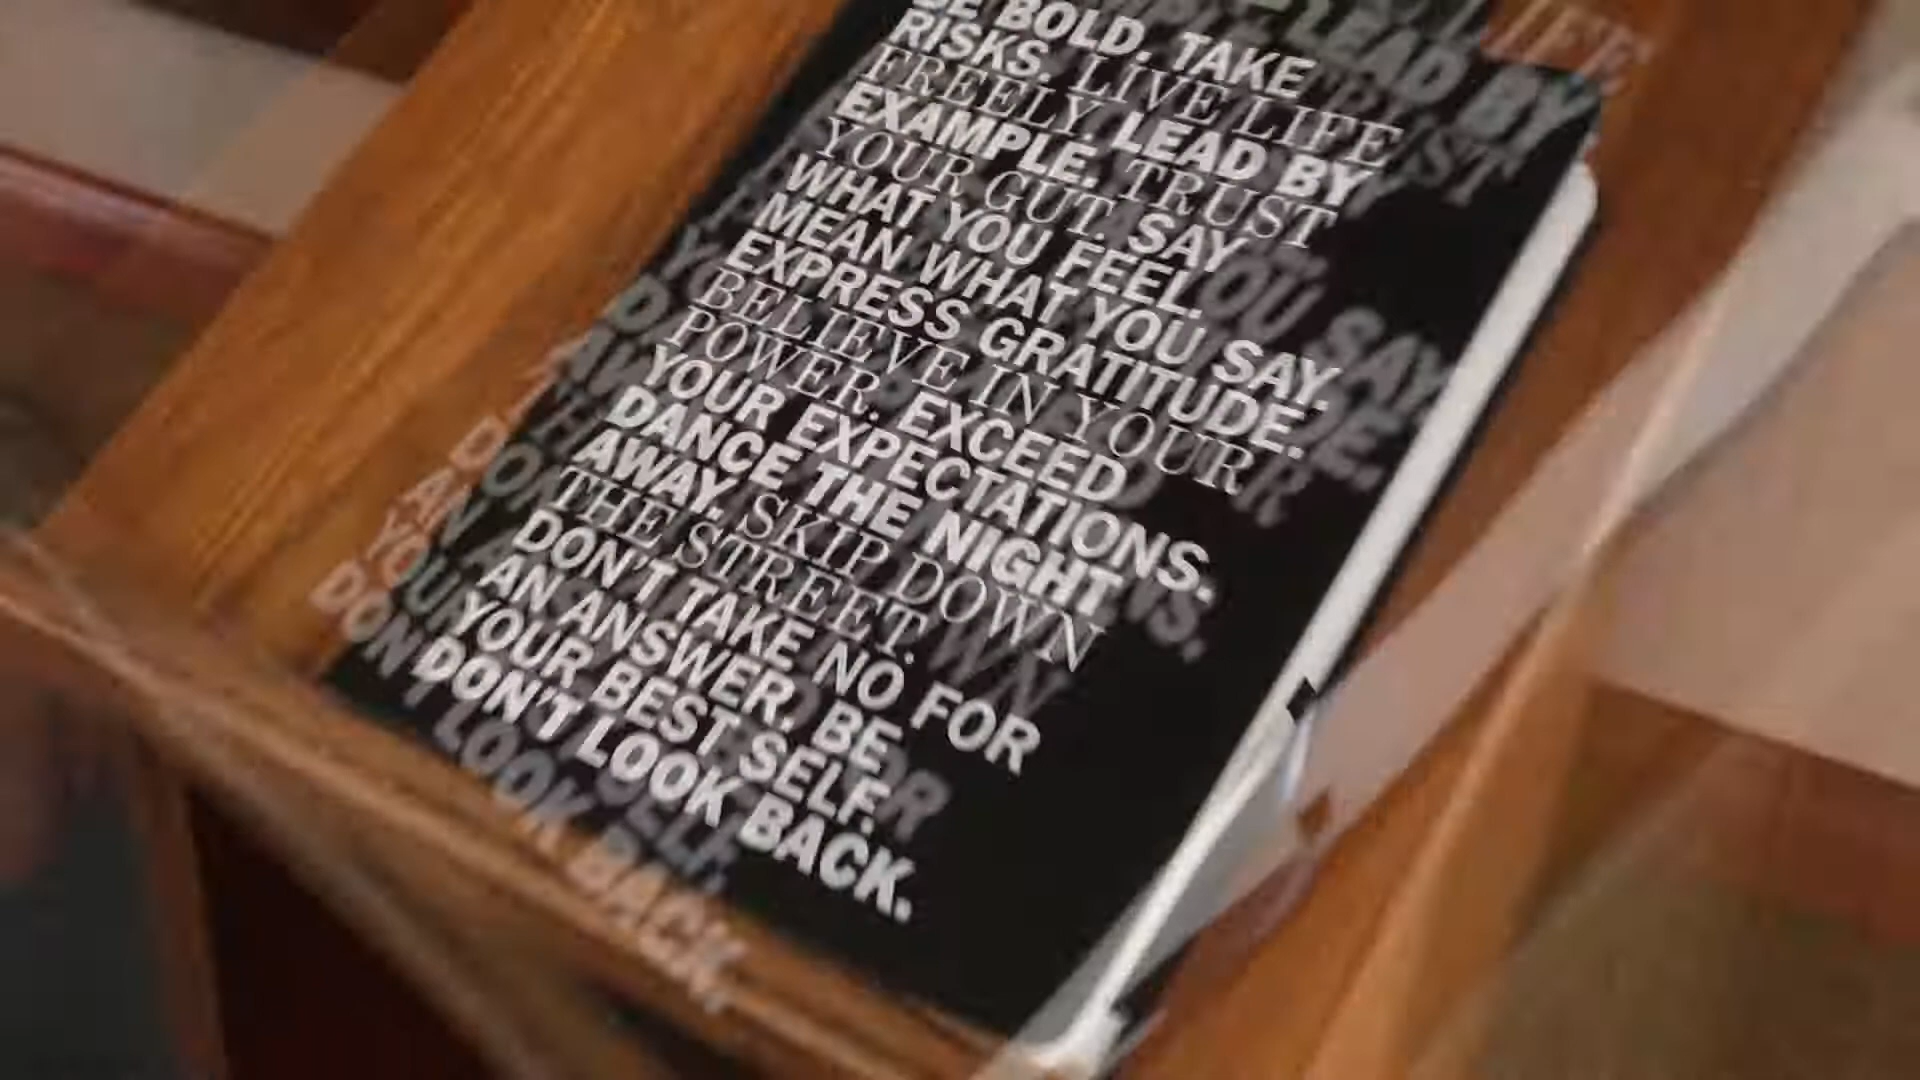 BE BOLD. TAKE
RISKS. LIVE LIFE
FREELY. LEAD BY
EXAMPLE. TRUST
YOUR GUT. SAY
WHAT YOU FEEL.
MEAN WHAT YOU SAY.
EXPRESS GRATITUDE.
BELIEVE IN YOUR
POWER. EXCEED
YOUR EXPECTATIONS.
DANCE THE NIGHT
AWAY. SKIP DOWN
THE STREET.
DON'T TAKE NO FOR
AN ANSWER. BE
YOUR BEST SELF.
DON'T LOOK BACK.